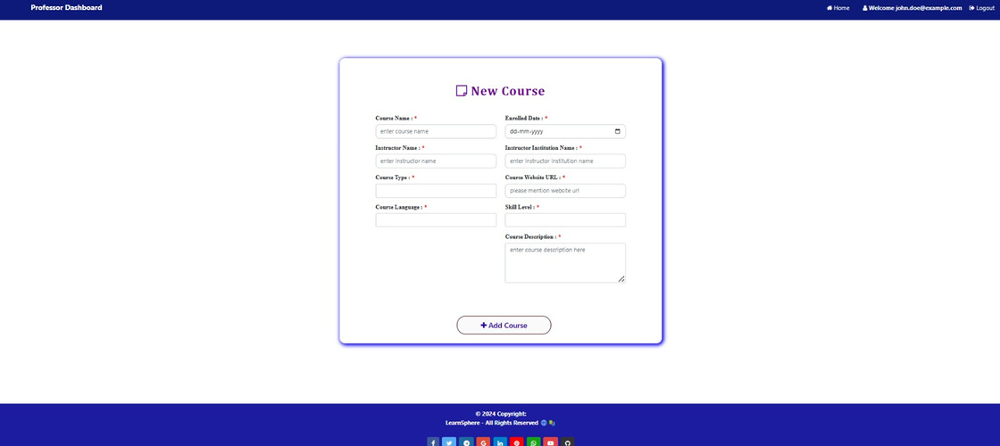 Professor Dashboard Home Welcome john.doe@example.com Logout
New Course
Course Name : * Enrolled Date : *
enter course name dd-mm-yyyy
Instructor Name : * Instructor Institution Name : *
enter instructor name enter instructor institution name
Course Type : * Course Website URL : *
please mention website url
Course Language : * Skill Level : *
Course Description : *
enter course description here
+ Add Course
© 2024 Copyright:
LearnSphere - All Rights Reserved